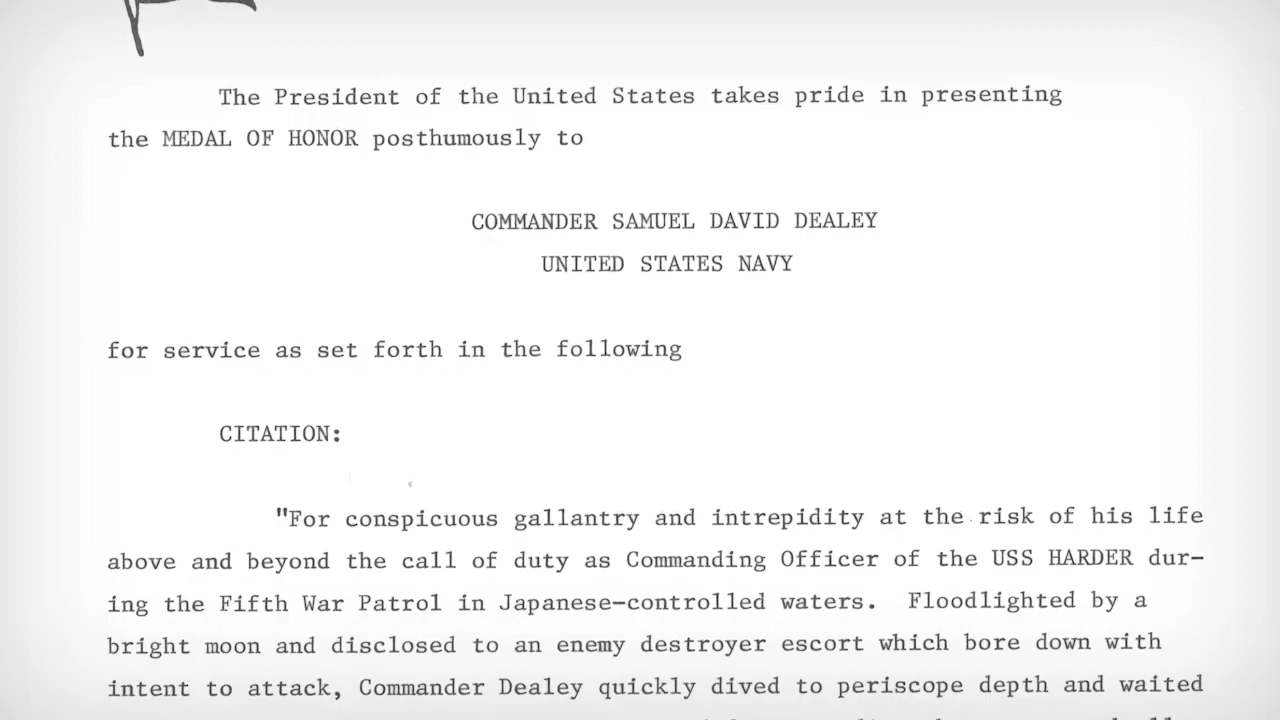 The President of the United States takes pride in presenting
the MEDAL OF HONOR posthumously to
COMMANDER SAMUEL DAVID DEALEY
UNITED STATES NAVY
for service as set forth in the following
CITATION:
"For conspicuous gallantry and intrepidity at the risk of his life
above and beyond the call of duty as Commanding Officer of the USS HARDER dur-
ing the Fifth War Patrol in Japanese-controlled waters. Floodlighted by a
bright moon and disclosed to an enemy destroyer escort which bore down with
intent to attack, Commander Dealey quickly dived to periscope depth and waited